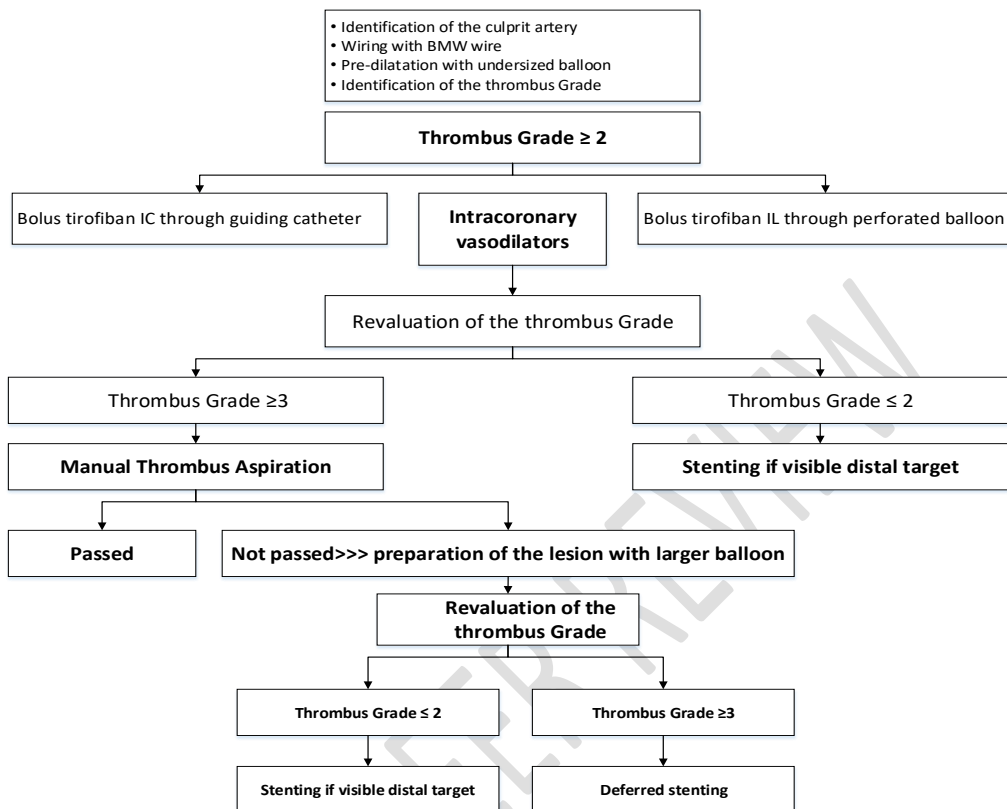 • Identification of the culprit artery
• Wiring with BMW wire
• Pre-dilatation with undersized balloon
• Identification of the thrombus Grade
Thrombus Grade ≥ 2
Bolus tirofiban IC through guiding catheter
Intracoronary
vasodilators
Bolus tirofiban IL through perforated balloon
Revaluation of the thrombus Grade
Thrombus Grade ≥3
Thrombus Grade ≤ 2
Manual Thrombus Aspiration
Stenting if visible distal target
Passed
Not passed>>> preparation of the lesion with larger balloon
Revaluation of the
thrombus Grade
Thrombus Grade ≤ 2
Thrombus Grade ≥3
Stenting if visible distal target
Deferred stenting
EER REVIEW